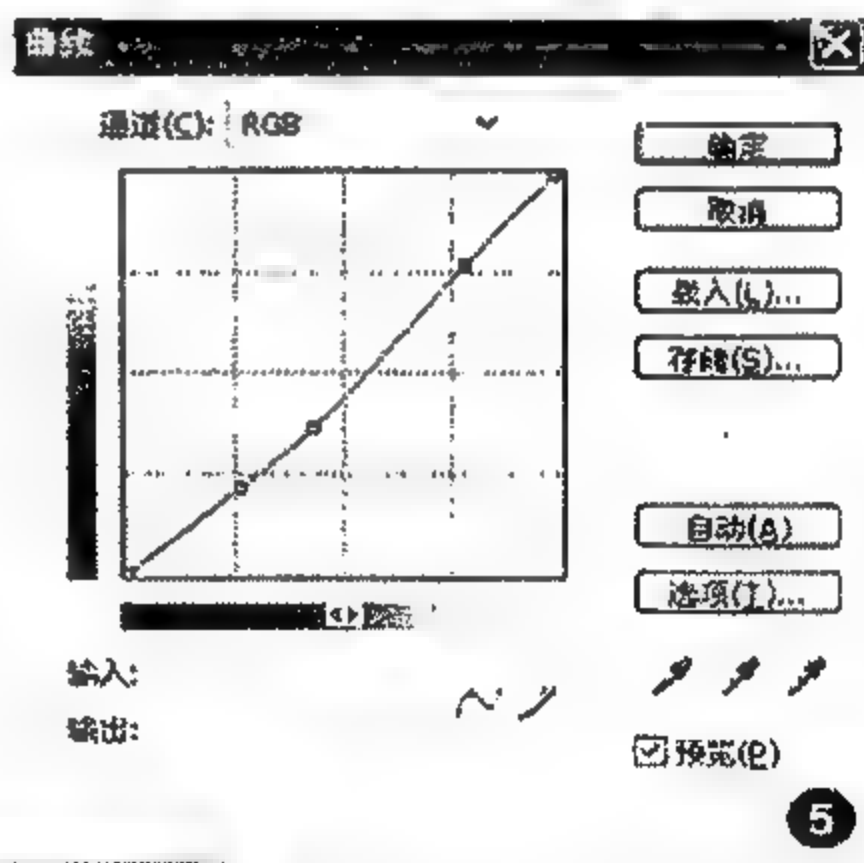 曲线
通道(C): RGB
确定
取消
载入(L)...
存储(S)...
自动(A)
选项(T)...
输入:
输出:
预览(P)
5